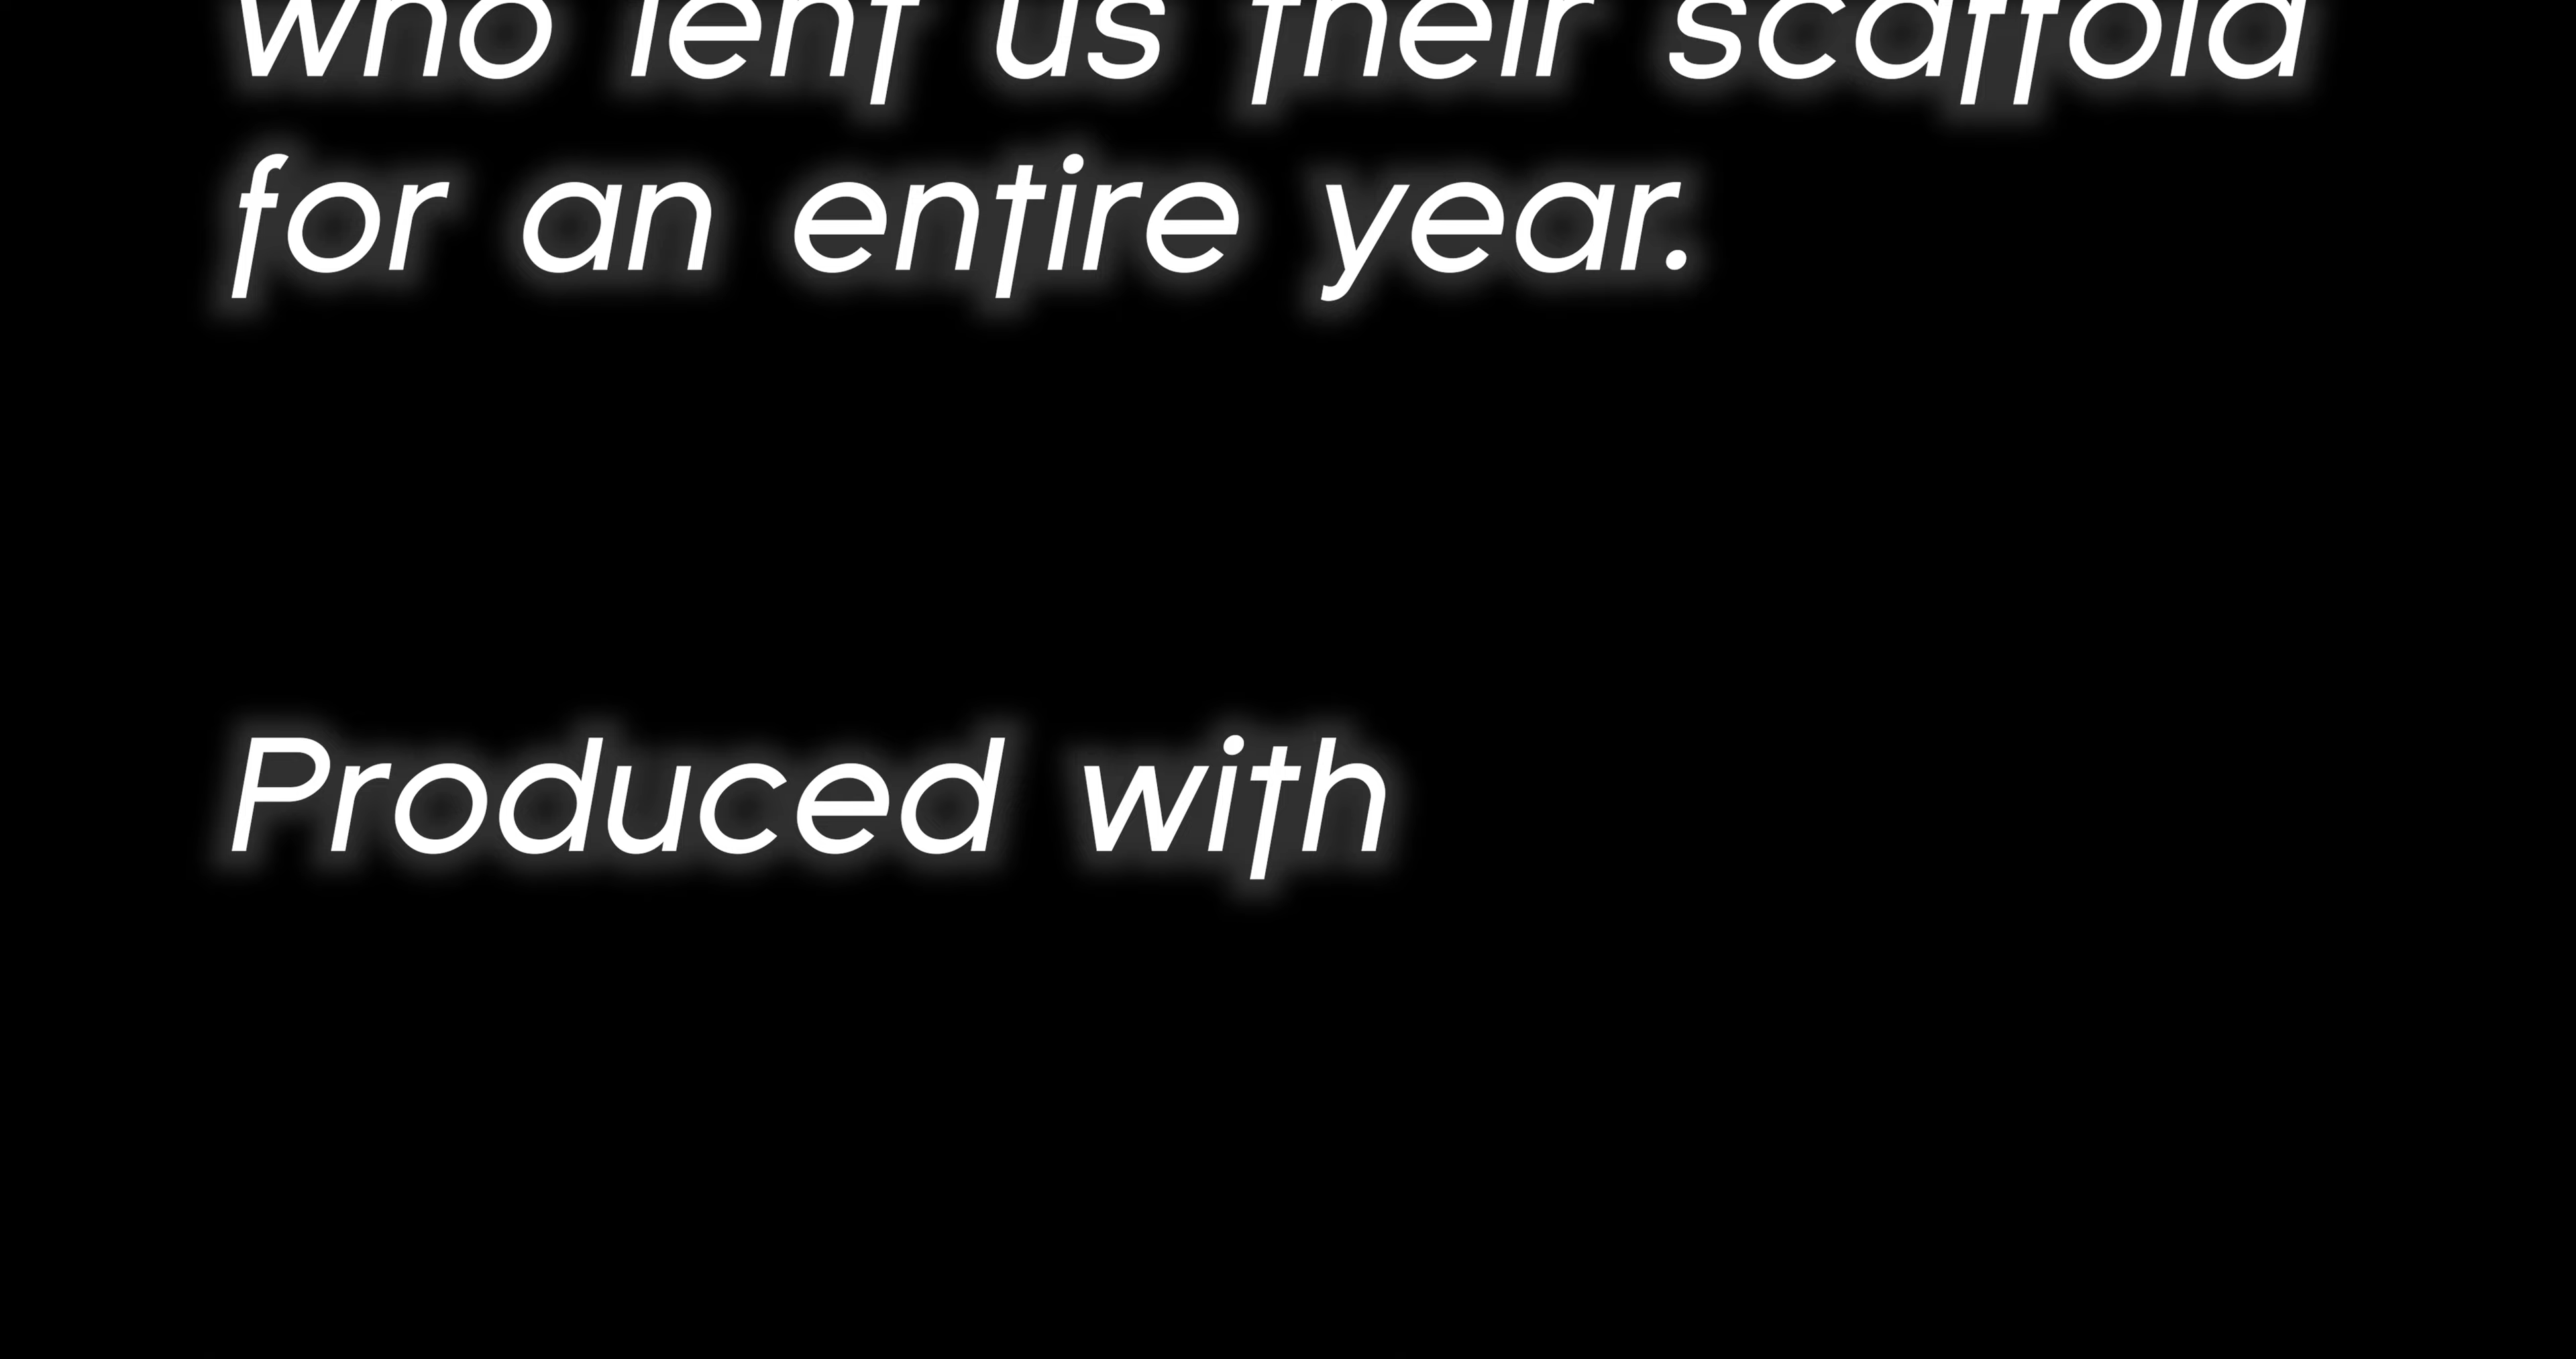 who lent us their scaffold
for an entire year.
Produced with